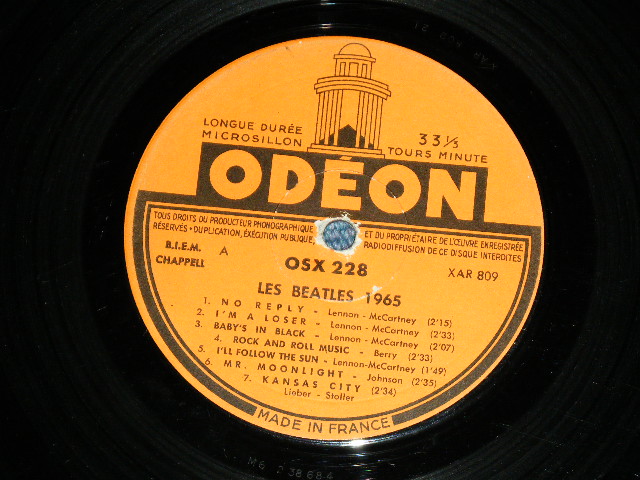 LONGUE DURÉE
MICROSILLON
33 1/3
TOURS MINUTE
ODÉON
TOUS DROITS DU PRODUCTEUR PHONOGRAPHIQUE ET DU PROPRIÉTAIRE DE L'ŒUVRE ENREGISTRÉE
RÉSERVÉS • DUPLICATION, EXÉCUTION PUBLIQUE, RADIODIFFUSION DE CE DISQUE INTERDITES
B.I.E.M. A
CHAPPELL
OSX 228
XAR 809
LES BEATLES 1965
1. NO REPLY - Lennon - McCartney (2'15)
2. I'M A LOSER - Lennon - McCartney (2'33)
3. BABY'S IN BLACK - Lennon - McCartney (2'07)
4. ROCK AND ROLL MUSIC - Berry (2'33)
5. I'LL FOLLOW THE SUN - Lennon-McCartney (1'49)
6. MR. MOONLIGHT - Johnson (2'35)
7. KANSAS CITY (2'34)
Lieber - Stoller
MADE IN FRANCE